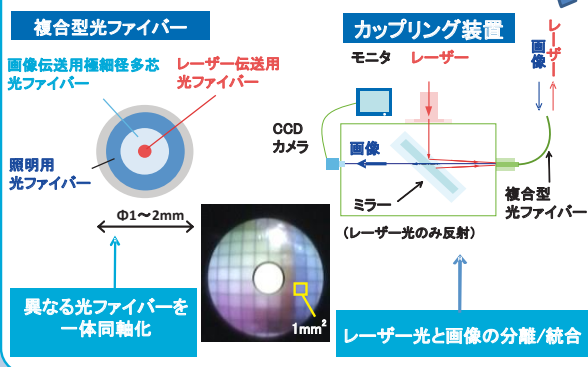 複合型光ファイバー
画像伝送用極細径多芯
光ファイバー
レーザー伝送用
光ファイバー
照明用
光ファイバー
Φ1～2mm
1mm²
異なる光ファイバーを
一体同軸化
カップリング装置
モニタ
レーザー
CCD
カメラ
画像
ミラー
(レーザー光のみ反射)
レーザー
画像
複合型
光ファイバー
レーザー光と画像の分離/統合